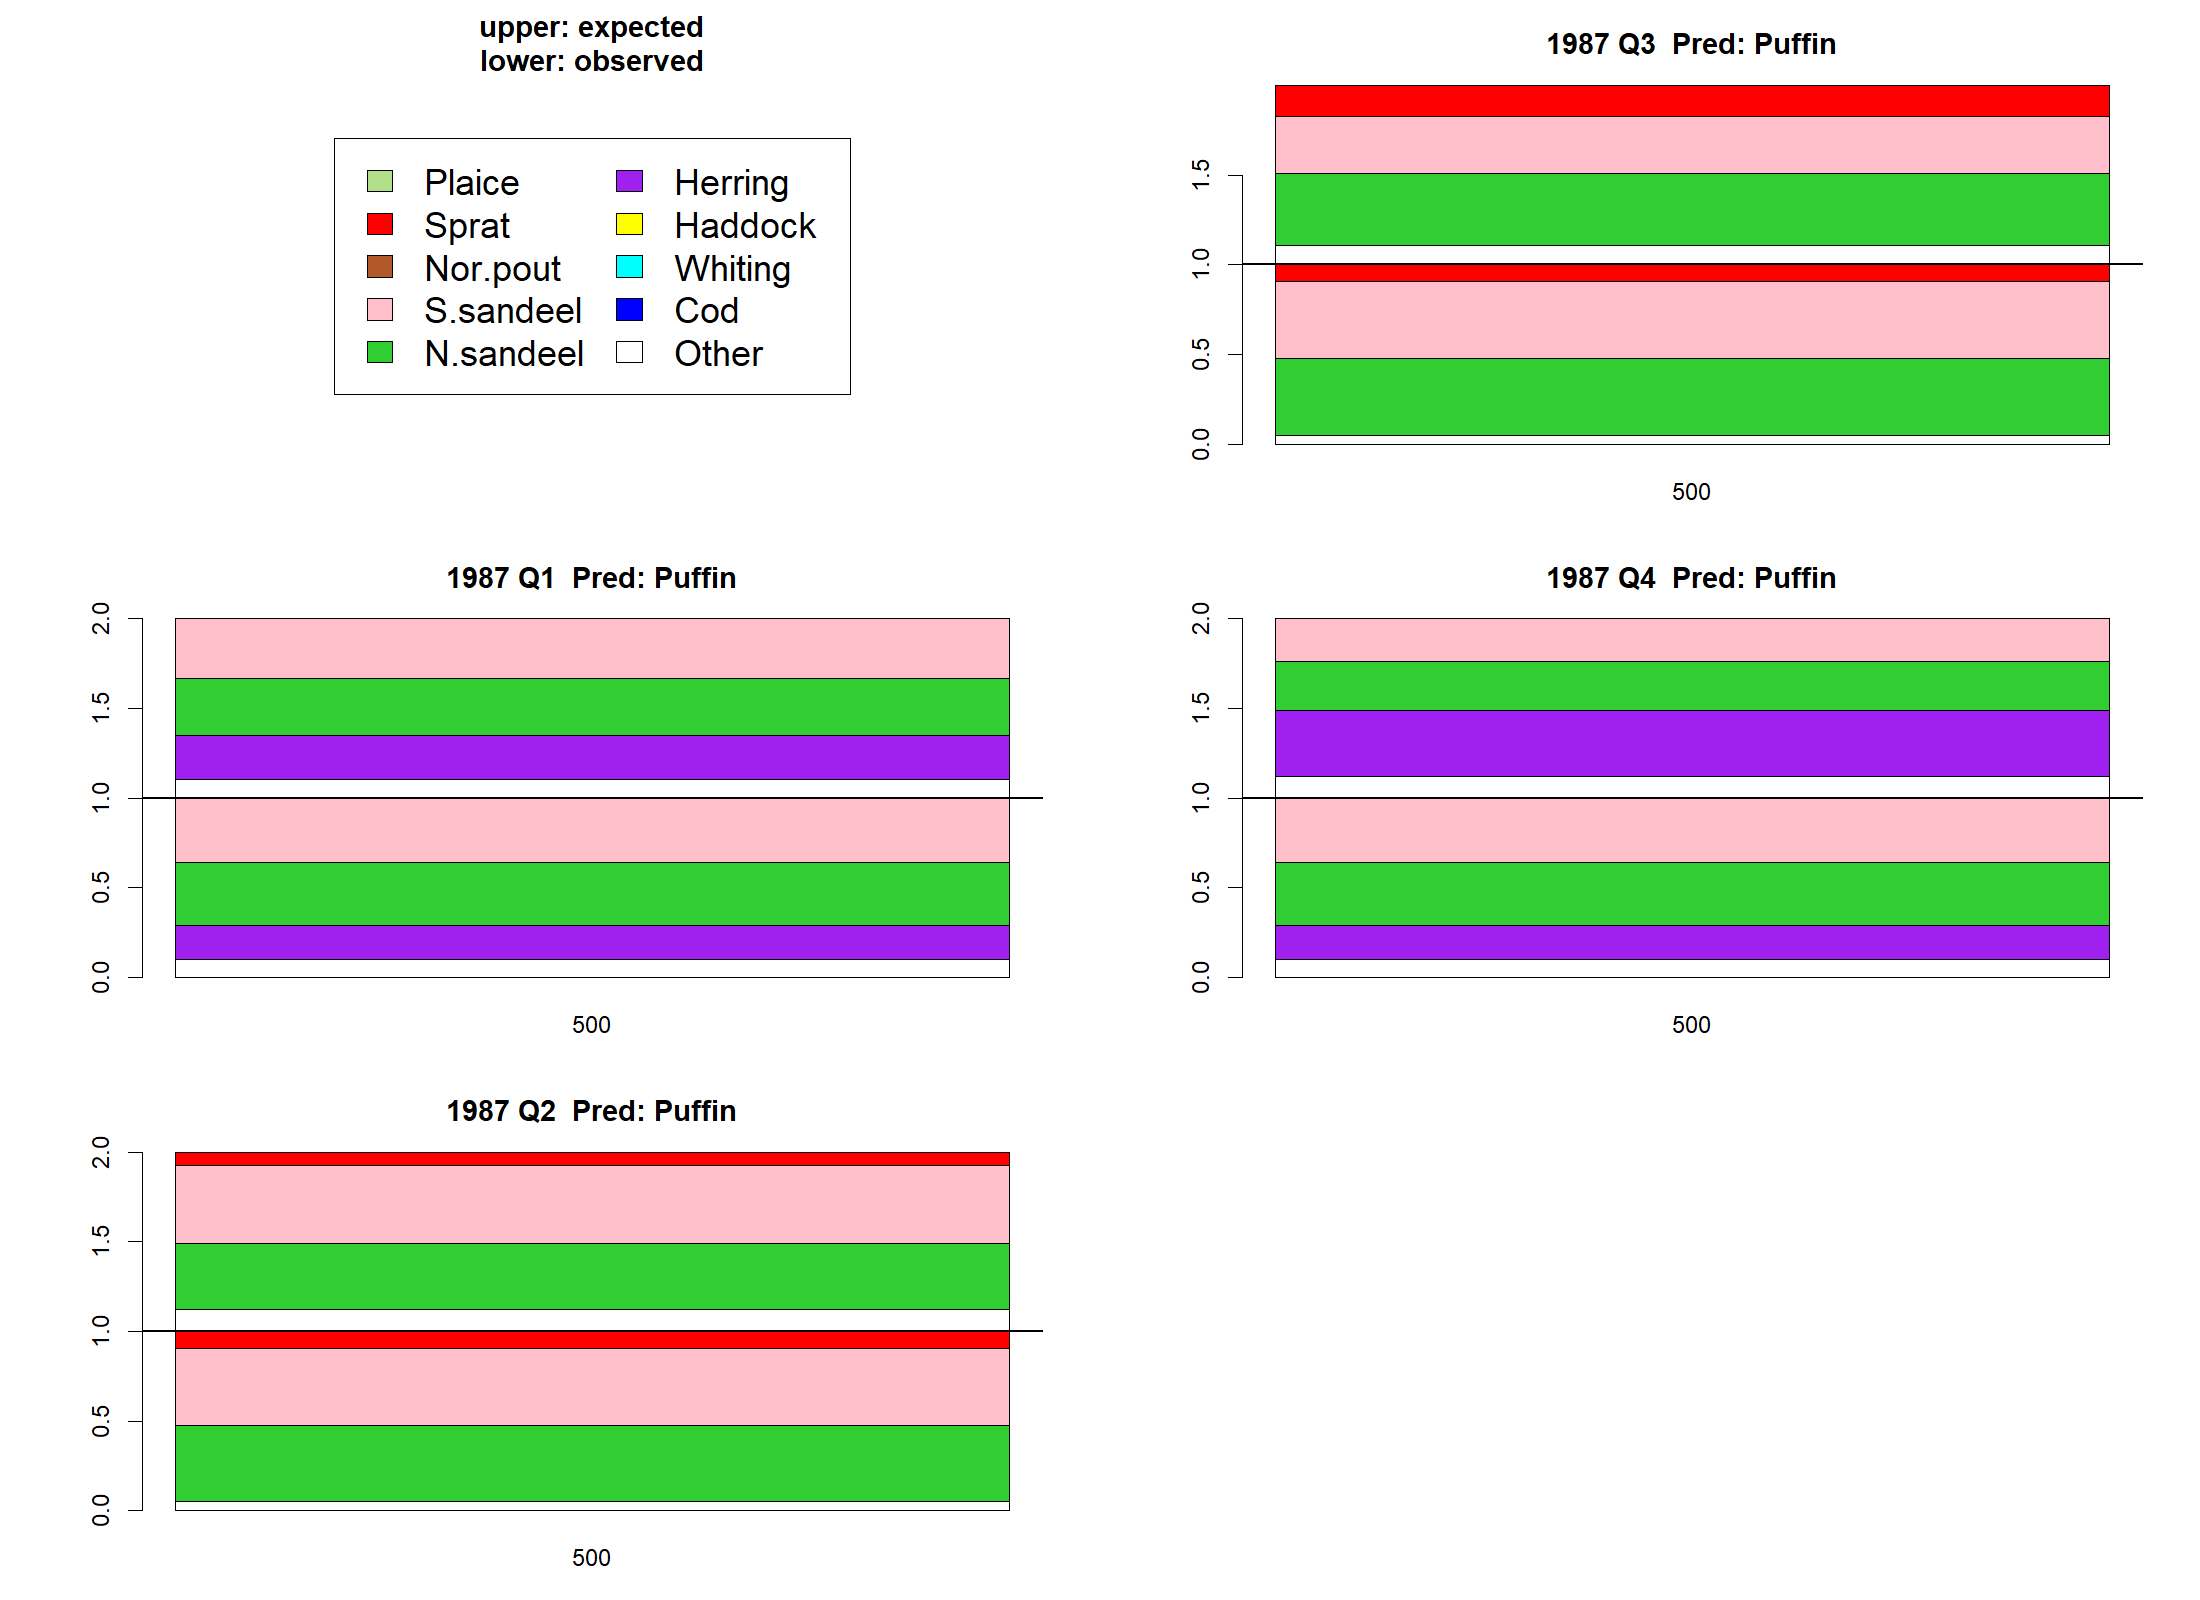 upper: expected
lower: observed
Plaice
Sprat
Nor.pout
S.sandeel
N.sandeel
Herring
Haddock
Whiting
Cod
Other
1987 Q1  Pred: Puffin
2.0
1.5
1.0
0.5
0.0
500
1987 Q2  Pred: Puffin
2.0
1.5
1.0
0.5
0.0
500
1987 Q3  Pred: Puffin
1.5
1.0
0.5
0.0
500
1987 Q4  Pred: Puffin
2.0
1.5
1.0
0.5
0.0
500